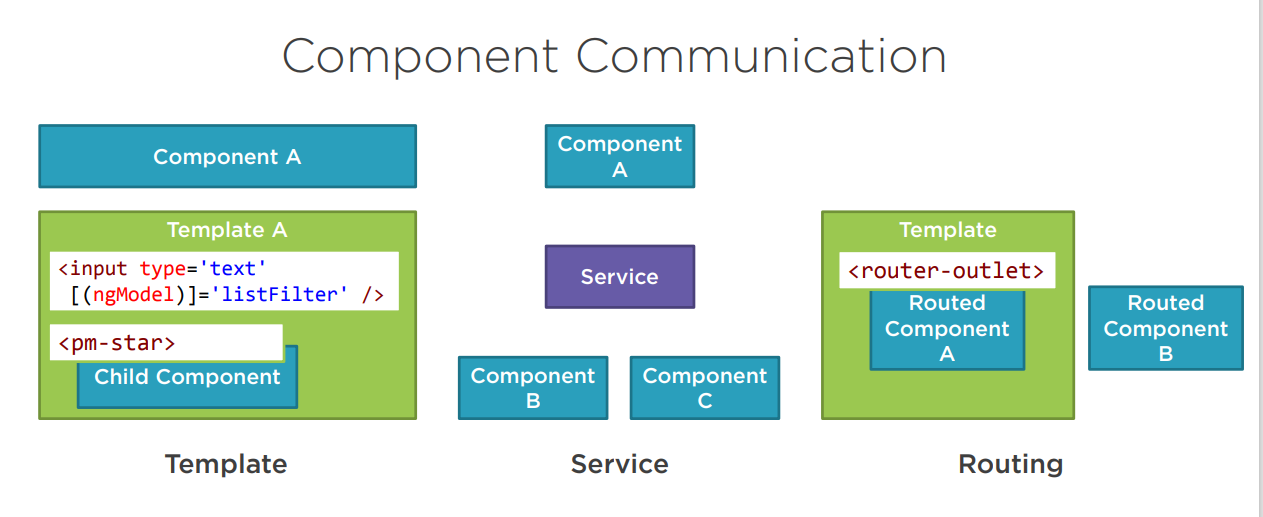 Component Communication
Component A
Template A
<input type='text'
[(ngModel)]='listFilter' />
<pm-star>
Child Component
Template
Component
A
Service
Component
B
Component
C
Service
Template
<router-outlet>
Routed
Component
A
Routed
Component
B
Routing